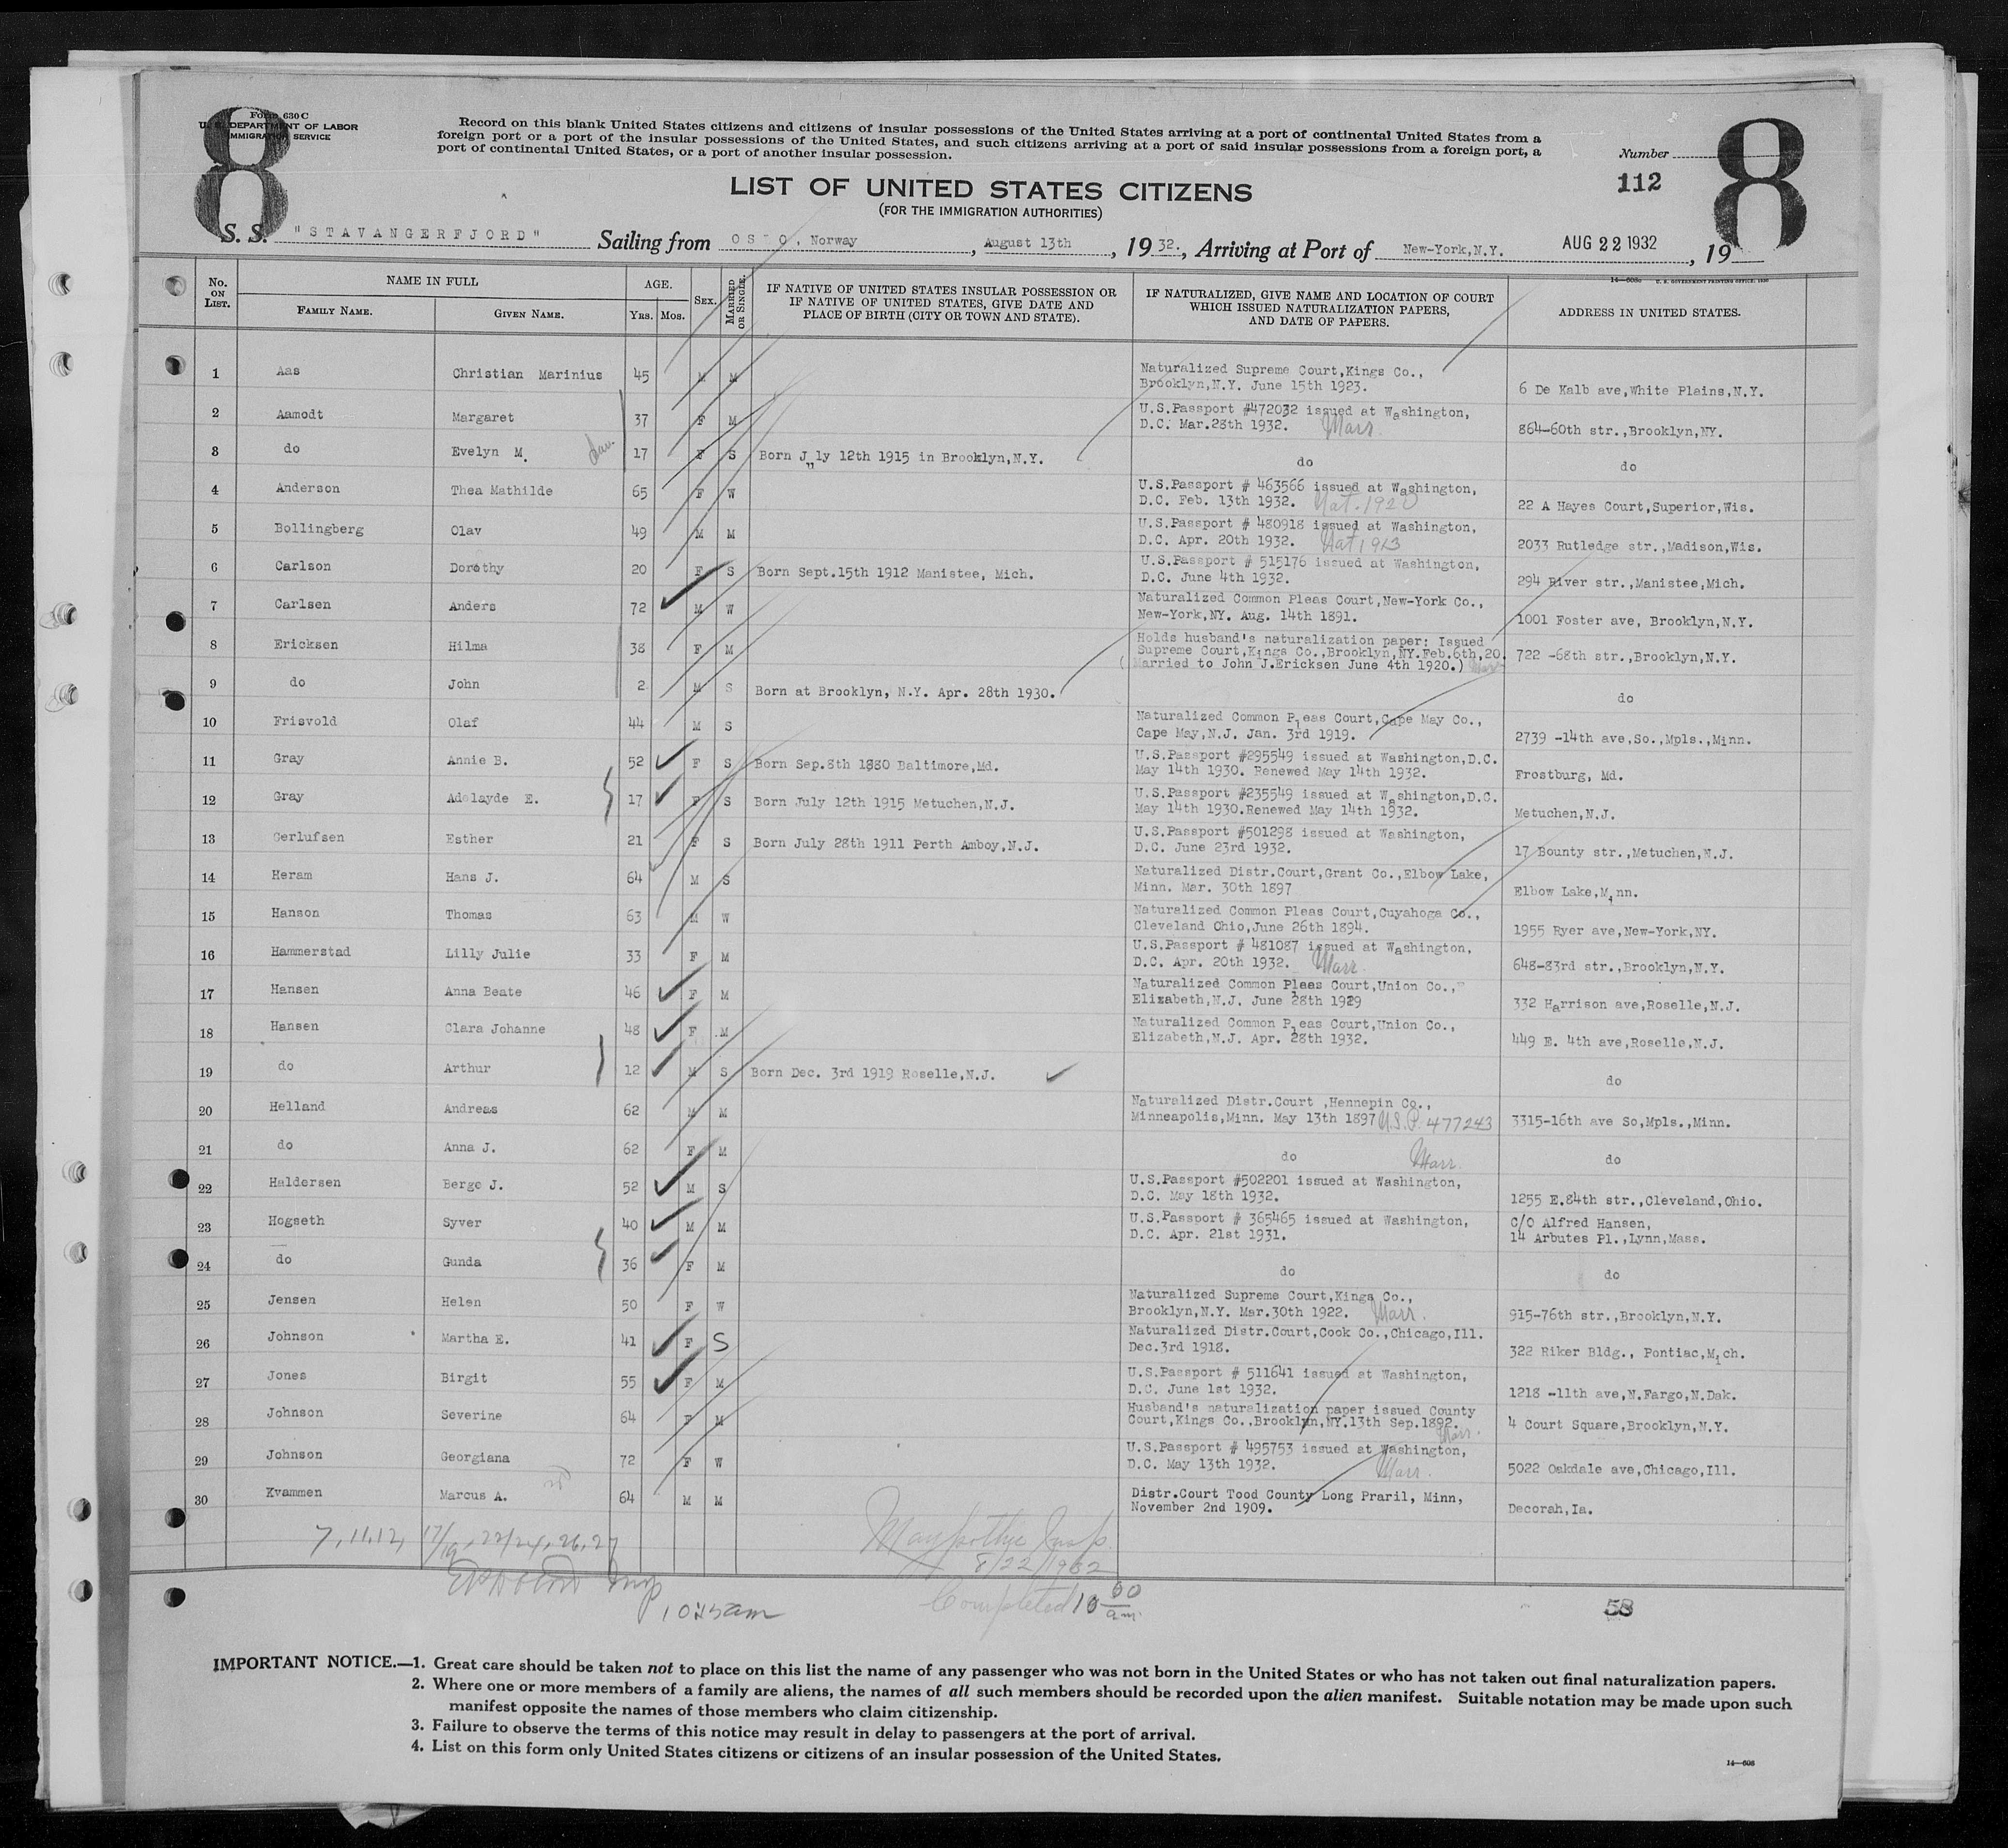 8
Form 630 C
U. S. DEPARTMENT OF LABOR
IMMIGRATION SERVICE
Record on this blank United States citizens and citizens of insular possessions of the United States arriving at a port of continental United States from a
foreign port or a port of the insular possessions of the United States, and such citizens arriving at a port of said insular possessions from a foreign port, a
port of continental United States, or a port of another insular possession.
Number
112
8
LIST OF UNITED STATES CITIZENS
(FOR THE IMMIGRATION AUTHORITIES)
S. S. "STAVANGERFJORD" Sailing from OSLO, Norway, August 13th, 19 32., Arriving at Port of New-York,N.Y. AUG 22 1932, 19
U. S. GOVERNMENT PRINTING OFFICE: 1930
No. ON LIST. NAME IN FULL AGE. SEX. MARRIED OR SINGLE. IF NATIVE OF UNITED STATES INSULAR POSSESSION OR IF NATIVE OF UNITED STATES, GIVE DATE AND PLACE OF BIRTH (CITY OR TOWN AND STATE). IF NATURALIZED, GIVE NAME AND LOCATION OF COURT WHICH ISSUED NATURALIZATION PAPERS, AND DATE OF PAPERS. ADDRESS IN UNITED STATES.
FAMILY NAME. GIVEN NAME. YRS. MOS.
1 Aas Christian Marinius 45 M M Naturalized Supreme Court,Kings Co.,
Brooklyn,N.Y. June 15th 1923. 6 De Kalb ave,White Plains,N.Y.
2 Aamodt Margaret 37 F M U.S.Passport #472032 issued at Washington,
D.C. Mar.28th 1932. Marr. 864-60th str.,Brooklyn,NY.
3 do Evelyn M. dau. 17 F S Born July 12th 1915 in Brooklyn,N.Y. do do
4 Anderson Thea Mathilde 65 F W U.S.Passport # 463566 issued at Washington,
D.C. Feb. 13th 1932. Nat. 1920 22 A Hayes Court,Superior,Wis.
5 Bollingberg Olav 49 M M U.S.Passport # 480918 issued at Washington,
D.C. Apr. 20th 1932. Nat 1913 2033 Rutledge str.,Madison,Wis.
6 Carlson Dorothy 20 F S Born Sept.15th 1912 Manistee, Mich. U.S.Passport # 515176 issued at Washington,
D.C. June 4th 1932. 294 River str.,Manistee,Mich.
7 Carlsen Anders 72 M W Naturalized Common Pleas Court,New-York Co.,
New-York,NY. Aug. 14th 1891. 1001 Foster ave, Brooklyn,N.Y.
8 Ericksen Hilma 38 F M Holds husband's naturalization paper; Issued
Supreme Court,Kings Co.,Brooklyn,NY.Feb.6th,20.
(Married to John J.Ericksen June 4th 1920.) Marr 722 -68th str.,Brooklyn,N.Y.
9 do John 2 M S Born at Brooklyn, N.Y. Apr. 28th 1930. do
10 Frisvold Olaf 44 M S Naturalized Common Pleas Court,Cape May Co.,
Cape May,N.J. Jan. 3rd 1919. 2739 -14th ave,So.,Mpls.,Minn.
11 Gray Annie B. 52 F S Born Sep.8th 1880 Baltimore,Md. U.S.Passport #295549 issued at Washington,D.C.
May 14th 1930. Renewed May 14th 1932. Frostburg, Md.
12 Gray Adelayde E. 17 F S Born July 12th 1915 Metuchen,N.J. U.S.Passport #235549 issued at Washington,D.C.
May 14th 1930.Renewed May 14th 1932. Metuchen,N.J.
13 Gerlufsen Esther 21 F S Born July 28th 1911 Perth Amboy,N.J. U.S.Passport #501298 issued at Washington,
D.C. June 23rd 1932. 17 Bounty str.,Metuchen,N.J.
14 Heram Hans J. 64 M S Naturalized Distr.Court,Grant Co.,Elbow Lake,
Minn. Mar. 30th 1897 Elbow Lake,Minn.
15 Hanson Thomas 63 M W Naturalized Common Pleas Court,Cuyahoga Co.,
Cleveland Ohio,June 26th 1894. 1955 Ryer ave,New-York,NY.
16 Hammerstad Lilly Julie 33 F M U.S.Passport # 481087 issued at Washington.
D.C. Apr. 20th 1932. Marr. 648-83rd str.,Brooklyn,N.Y.
17 Hansen Anna Beate 46 F M Naturalized Common Pleas Court,Union Co.,
Elizabeth,N.J. June 28th 1929 332 Harrison ave,Roselle,N.J.
18 Hansen Clara Johanne 48 F M Naturalized Common Pleas Court,Union Co.,
Elizabeth,N.J. Apr. 28th 1932. 449 E. 4th ave,Roselle,N.J.
19 do Arthur 12 M S Born Dec. 3rd 1919 Roselle,N.J. do
20 Helland Andreas 62 M M Naturalized Distr.Court ,Hennepin Co.,
Minneapolis,Minn. May 13th 1897 U.S.P. 477243 3315-16th ave So,Mpls.,Minn.
21 do Anna J. 62 F M do Marr. do
22 Haldersen Berge J. 52 M S U.S.Passport #502201 issued at Washington,
D.C. May 18th 1932. 1255 E.84th str.,Cleveland,Ohio.
23 Hogseth Syver 40 M M U.S.Passport # 365465 issued at Washington,
D.C. Apr. 21st 1931. C/O Alfred Hansen,
14 Arbutes Pl.,Lynn,Mass.
24 do Gunda 36 F M do do
25 Jensen Helen 50 F W Naturalized Supreme Court,Kings Co.,
Brooklyn,N.Y. Mar.30th 1922. Marr. 915-76th str.,Brooklyn,N.Y.
26 Johnson Martha E. 41 F S Naturalized Distr.Court,Cook Co.,Chicago,Ill.
Dec.3rd 1918. 322 Riker Bldg., Pontiac,Mich.
27 Jones Birgit 55 F M U.S.Passport # 511641 issued at Washington,
D.C. June 1st 1932. 1218 -11th ave,N.Fargo,N.Dak.
28 Johnson Severine 64 F M Husband's naturalization paper issued County
Court,Kings Co.,Brooklyn,NY.13th Sep.1892. Marr. 4 Court Square,Brooklyn,N.Y.
29 Johnson Georgiana 72 F W U.S.Passport # 495753 issued at Washington,
D.C. May 13th 1932. Marr. 5022 Oakdale ave,Chicago,Ill.
30 Kvammen Marcus A. 64 M M Distr.Court Tood County Long Praril, Minn,
November 2nd 1909. Decorah,Ia.
7, 11, 12, 17/19, 22/24, 26, 27
Insp.
8/22/1932
Insp
Completed 10 00 am.
58
IMPORTANT NOTICE.—1. Great care should be taken not to place on this list the name of any passenger who was not born in the United States or who has not taken out final naturalization papers.
2. Where one or more members of a family are aliens, the names of all such members should be recorded upon the alien manifest. Suitable notation may be made upon such
manifest opposite the names of those members who claim citizenship.
3. Failure to observe the terms of this notice may result in delay to passengers at the port of arrival.
4. List on this form only United States citizens or citizens of an insular possession of the United States.
14—608